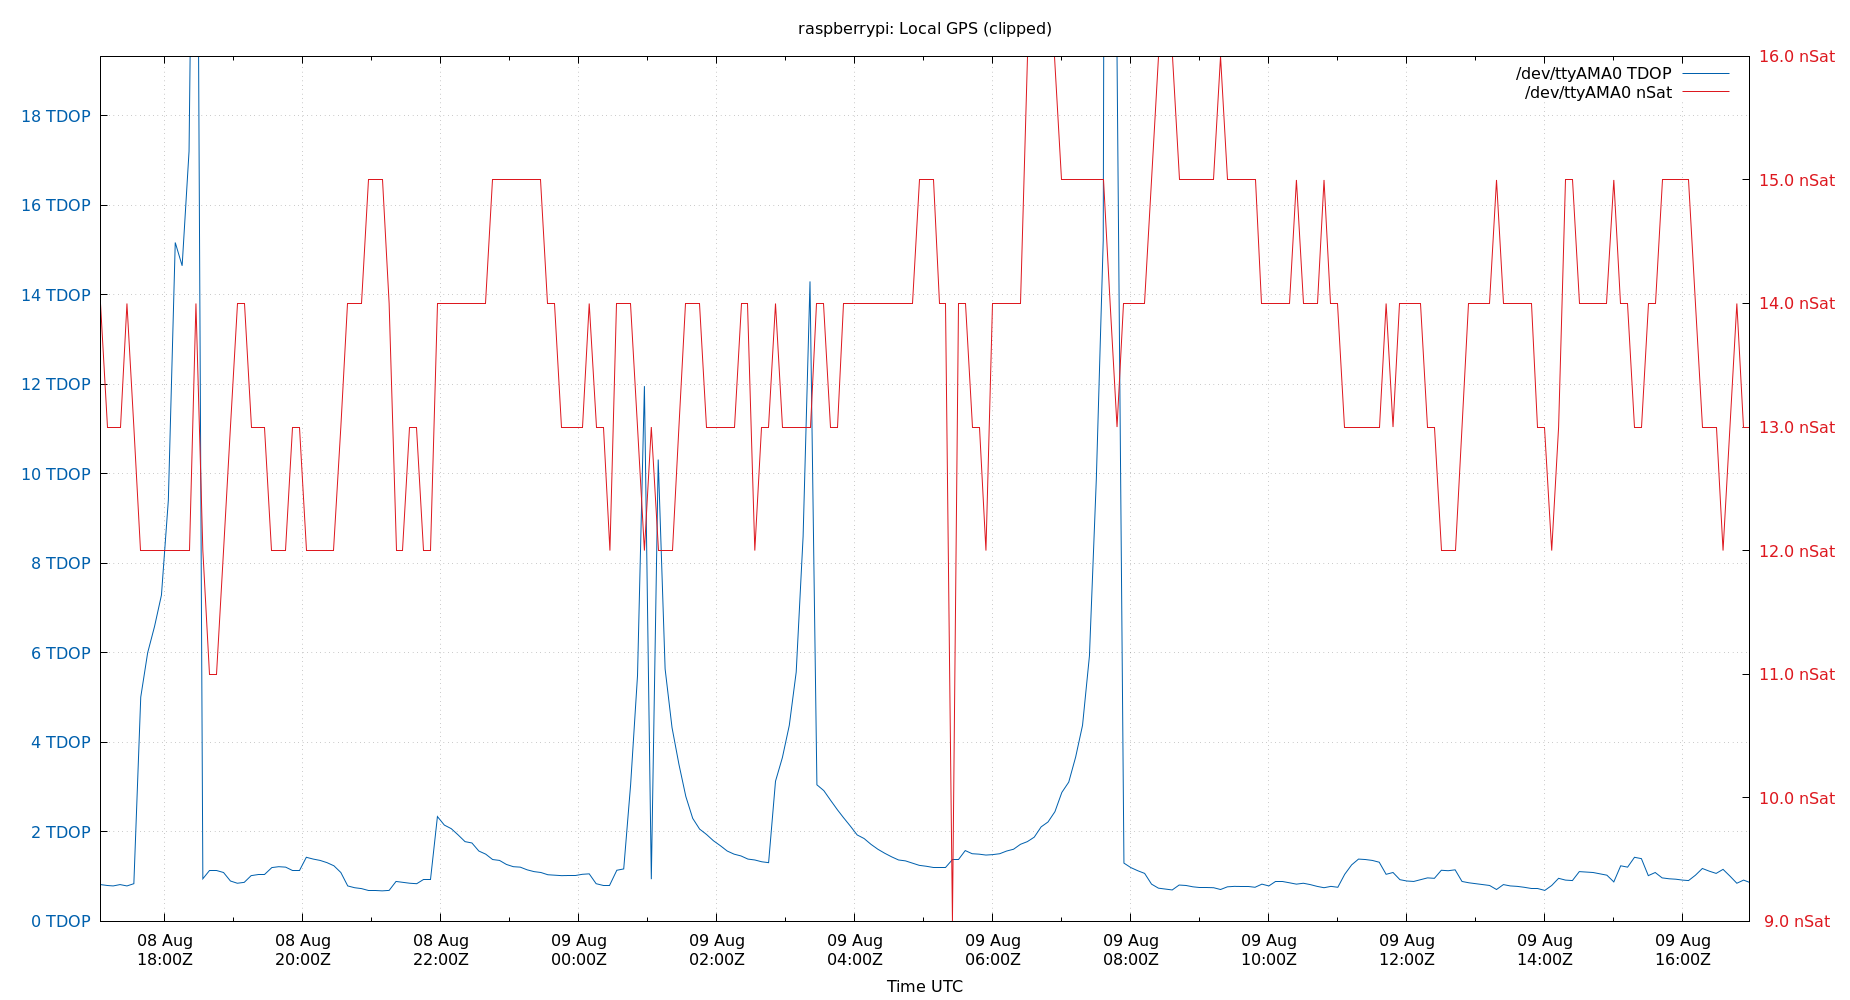 raspberrypi: Local GPS (clipped)
/dev/ttyAMA0 TDOP
/dev/ttyAMA0 nSat
18 TDOP
16 TDOP
14 TDOP
12 TDOP
10 TDOP
8 TDOP
6 TDOP
4 TDOP
2 TDOP
0 TDOP
16.0 nSat
15.0 nSat
14.0 nSat
13.0 nSat
12.0 nSat
11.0 nSat
10.0 nSat
9.0 nSat
08 Aug
18:00Z
08 Aug
20:00Z
08 Aug
22:00Z
09 Aug
00:00Z
09 Aug
02:00Z
09 Aug
04:00Z
09 Aug
06:00Z
09 Aug
08:00Z
09 Aug
10:00Z
09 Aug
12:00Z
09 Aug
14:00Z
09 Aug
16:00Z
Time UTC